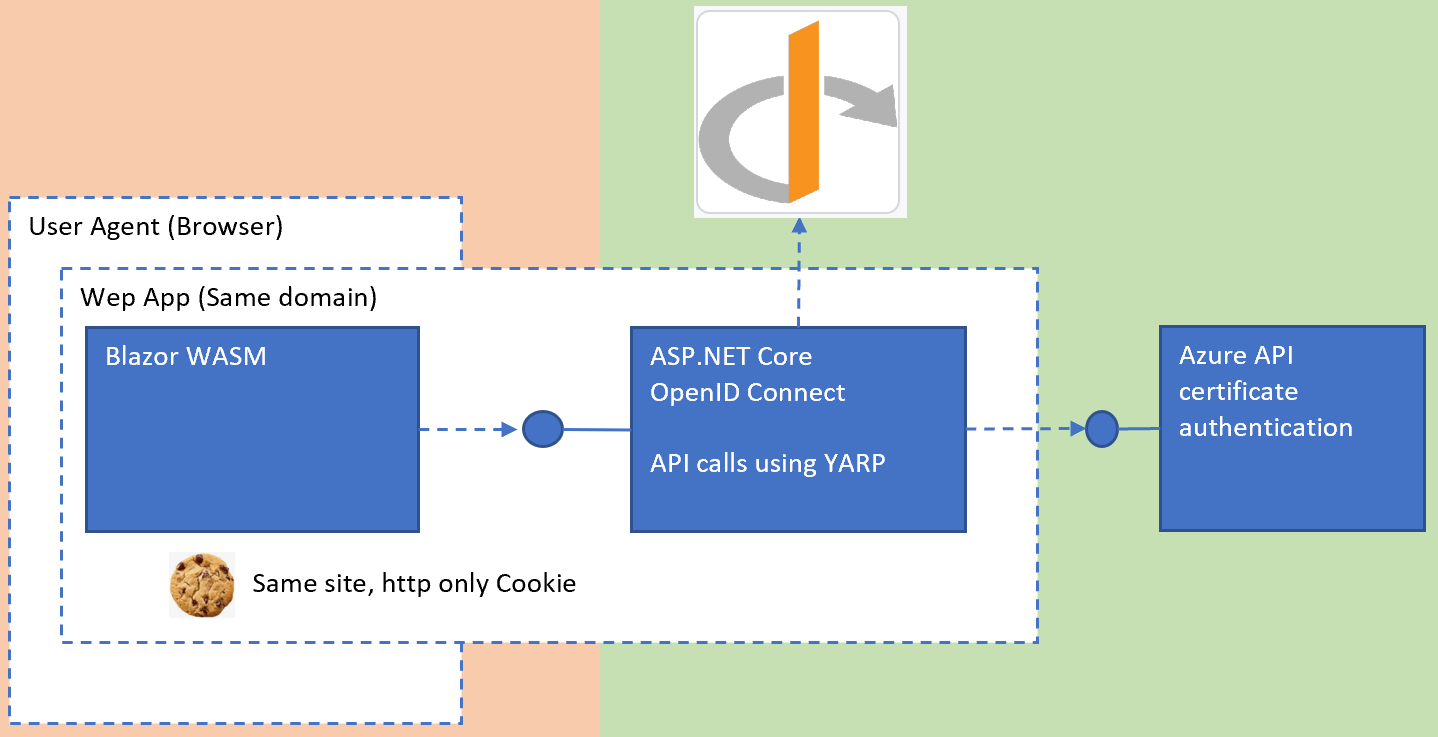 User Agent (Browser)
Wep App (Same domain)
Blazor WASM
ASP.NET Core
OpenID Connect
API calls using YARP
Azure API
certificate
authentication
Same site, http only Cookie